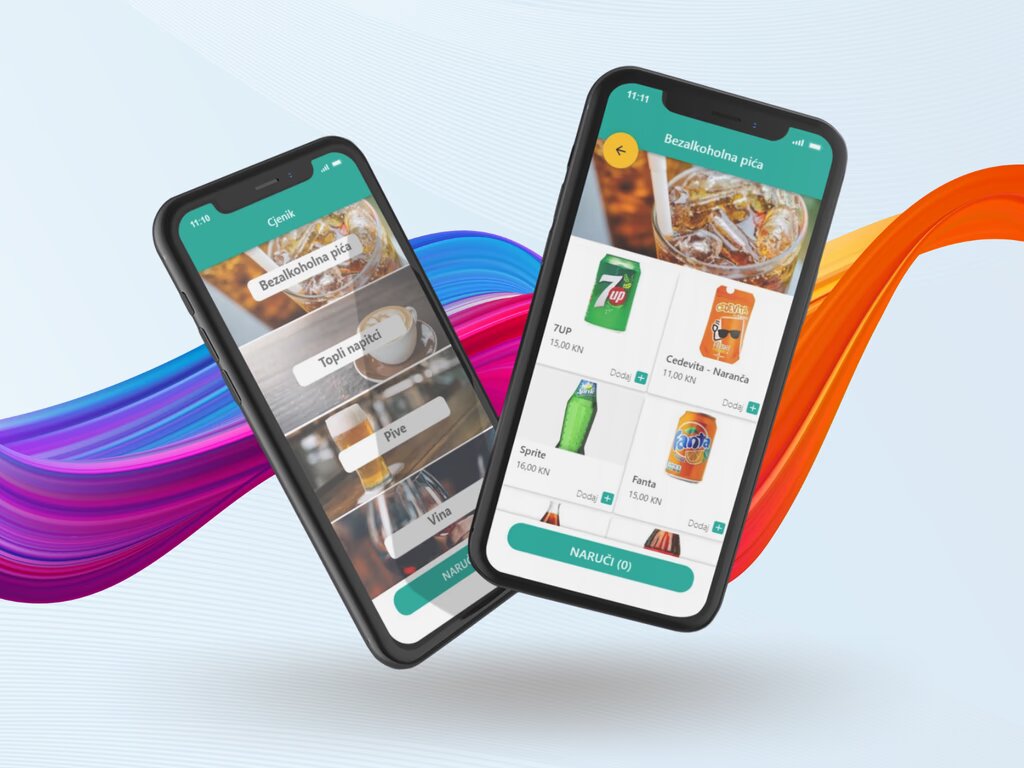 11:10
Cjenik
Bezalkoholna pića
Topli napitci
Pive
Vina
11:11
Bezalkoholna pića
7up
7UP
15,00 KN
Dodaj
CEDEVITA
Cedevita - Naranča
11,00 KN
Dodaj
Sprite
Sprite
16,00 KN
Dodaj
Fanta
Fanta
15,00 KN
Dodaj
NARUČI (0)